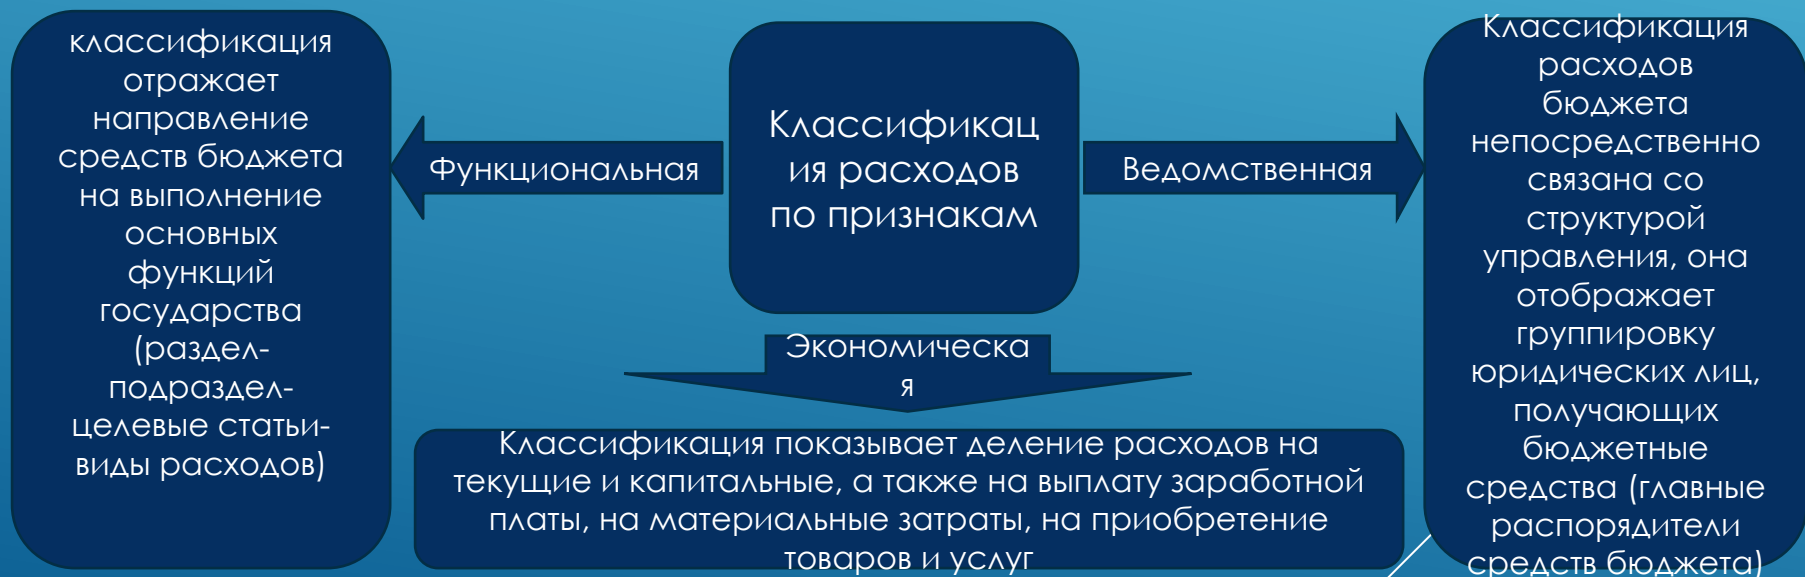 классификация
отражает
направление
средств бюджета
на выполнение
основных
функций
государства
(раздел-
подраздел-
целевые статьи-
виды расходов)
Функциональная
Классификац
ия расходов
по признакам
Ведомственная
Экономическа
я
Классификация показывает деление расходов на
текущие и капитальные, а также на выплату заработной
платы, на материальные затраты, на приобретение
товаров и услуг
Классификация
расходов
бюджета
непосредственно
связана со
структурой
управления, она
отображает
группировку
юридических лиц,
получающих
бюджетные
средства (главные
распорядители
средств бюджета)